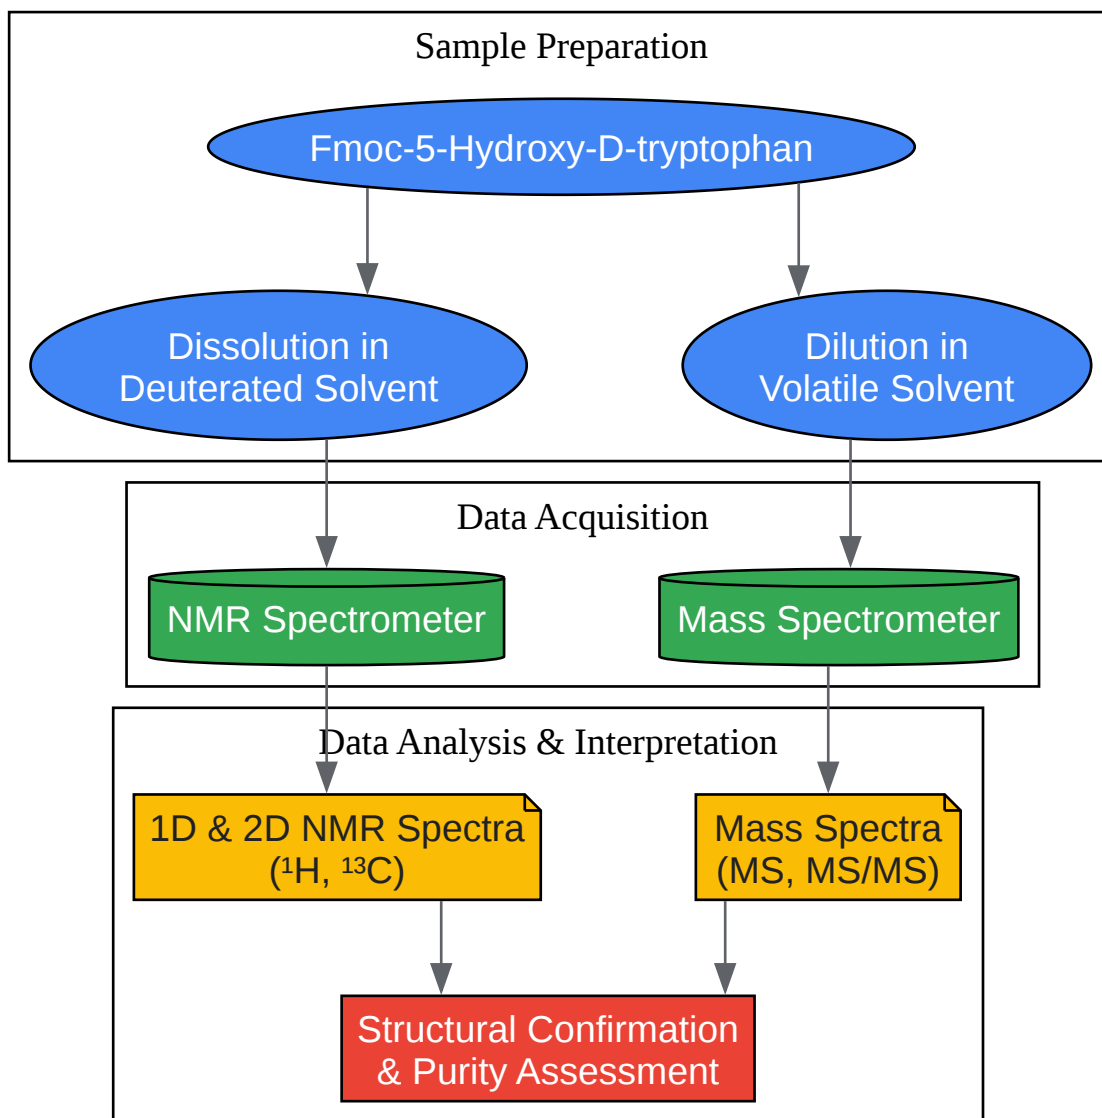 Sample Preparation
Fmoc-5-Hydroxy-D-tryptophan
Dissolution in
Deuterated Solvent
Dilution in
Volatile Solvent
Data Acquisition
NMR Spectrometer
Mass Spectrometer
Data Analysis & Interpretation
1D & 2D NMR Spectra
(¹H, ¹³C)
Mass Spectra
(MS, MS/MS)
Structural Confirmation
& Purity Assessment